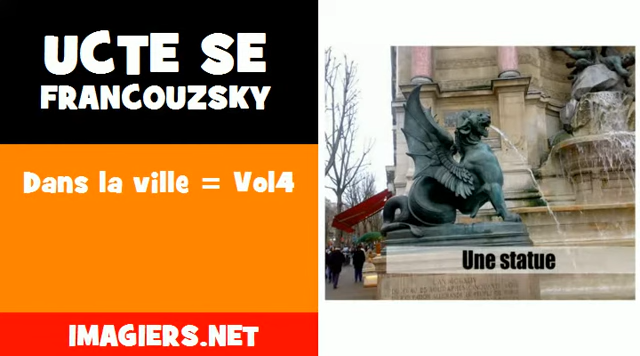 UCTE SE
FRANCOUZSKY
Dans la ville = Vol4
IMAGIERS.NET
Une statue